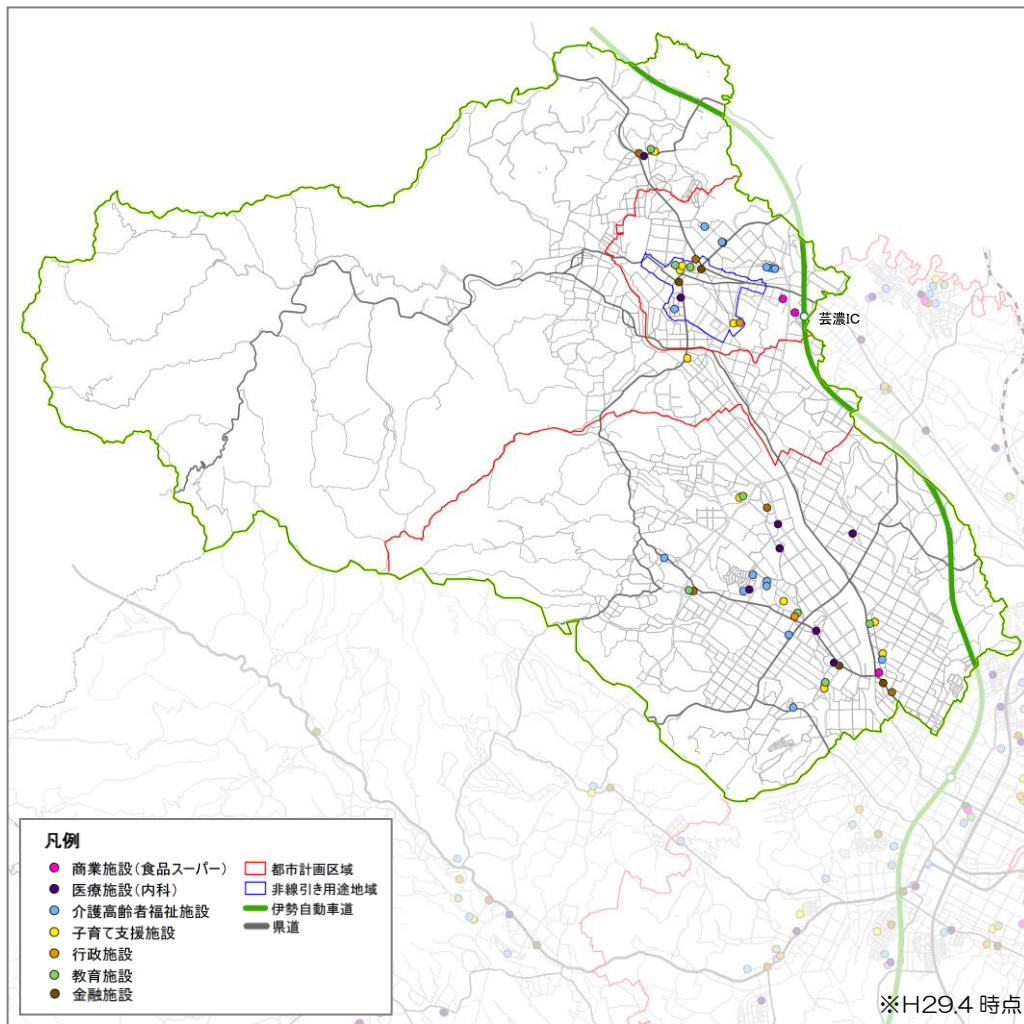 芸濃IC
凡例
商業施設(食品スーパー)
医療施設(内科)
介護高齢者福祉施設
子育て支援施設
行政施設
教育施設
金融施設
都市計画区域
非線引き用途地域
伊勢自動車道
県道
※H29.4 時点